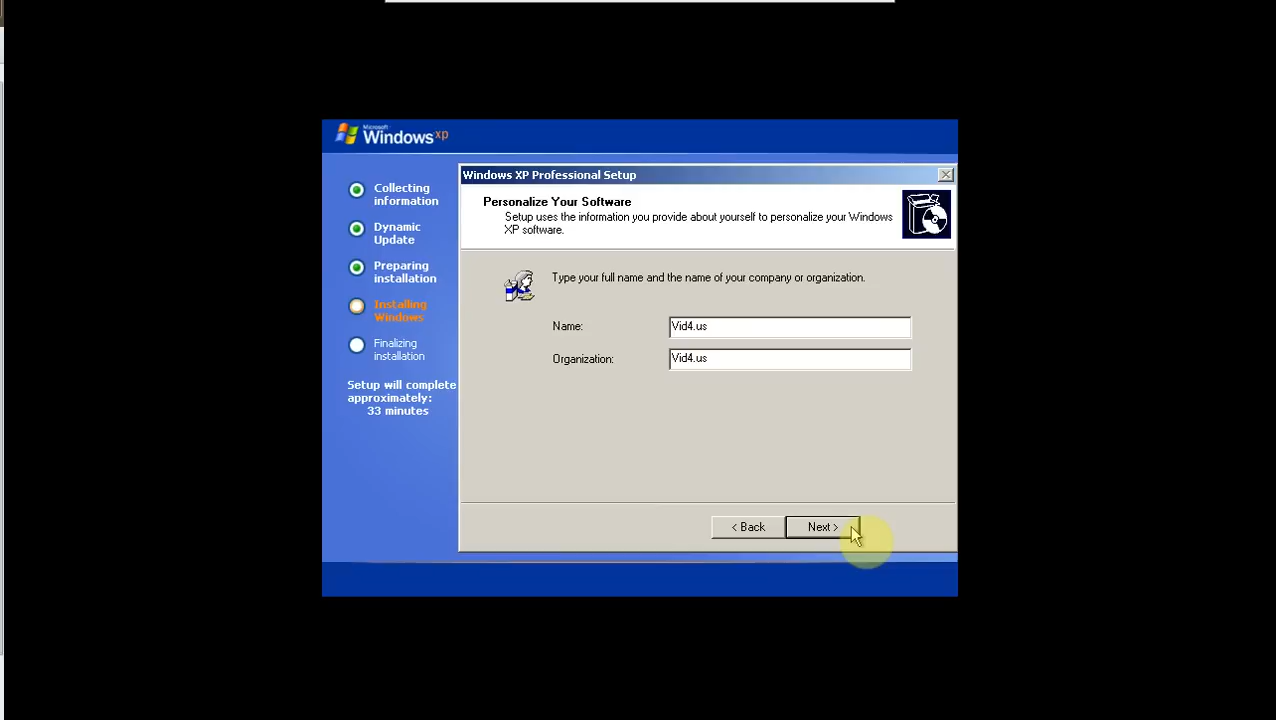 Microsoft
Windows xp
Collecting
information
Dynamic
Update
Preparing
installation
Installing
Windows
Finalizing
installation
Setup will complete
approximately:
33 minutes
Windows XP Professional Setup
Personalize Your Software
Setup uses the information you provide about yourself to personalize your Windows
XP software.
Type your full name and the name of your company or organization.
Name: Vid4.us
Organization: Vid4.us
< Back Next >